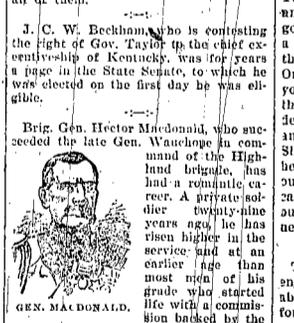 J. C. W. Beckham, who is contesting
the right of Gov. Taylor to the chief ex-
ecutiveship of Kentucky, was for years
a page in the State Senate, to which he
was elected on the first day he was eli-
gible.
Brig. Gen. Hector Macdonald, who suc-
ceeded the late Gen. Wauchope in com-
mand of the High-
land brigade, has
had a romantic ca-
reer. A private sol-
dier twenty-nine
years ago, he has
risen higher in the
service and at an
earlier age than
most men of his
grade who started
life with a commis-
sion backed by the
GEN. MACDONALD.